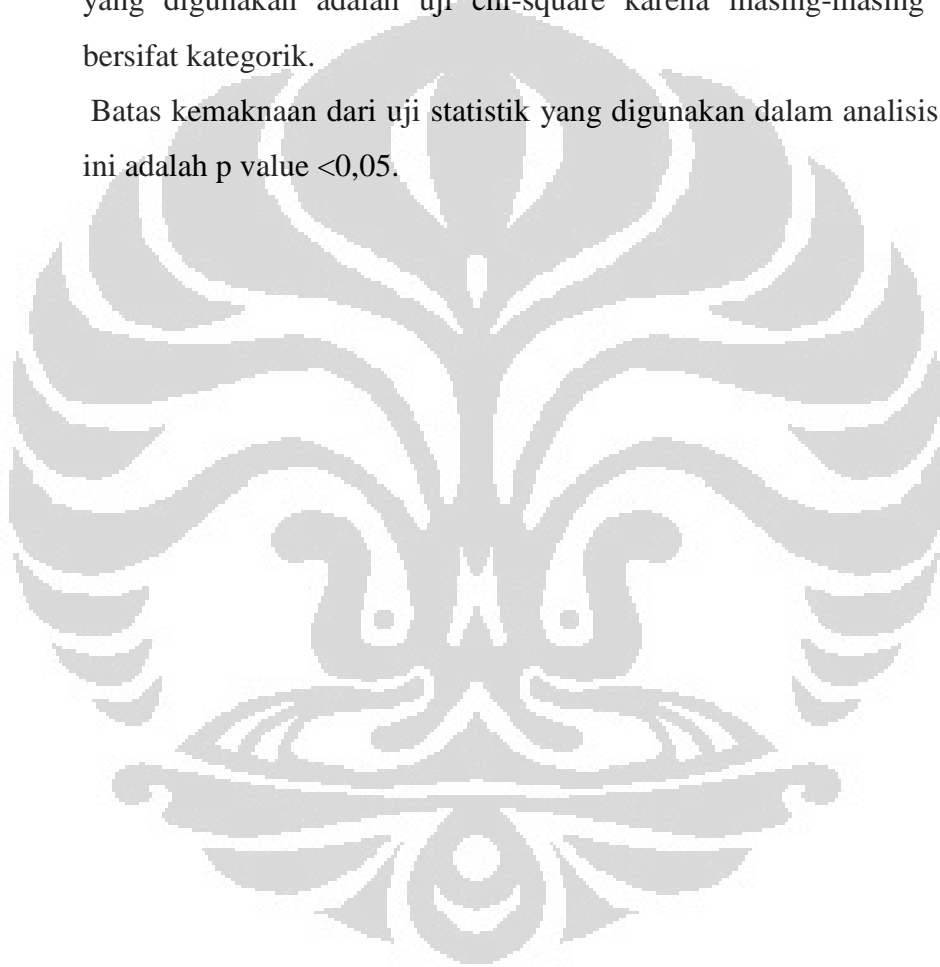 yang digunakan adalah uji chi-square karena masing-masing
bersifat kategorik.
Batas kemaknaan dari uji statistik yang digunakan dalam analisis
ini adalah p value <0,05.